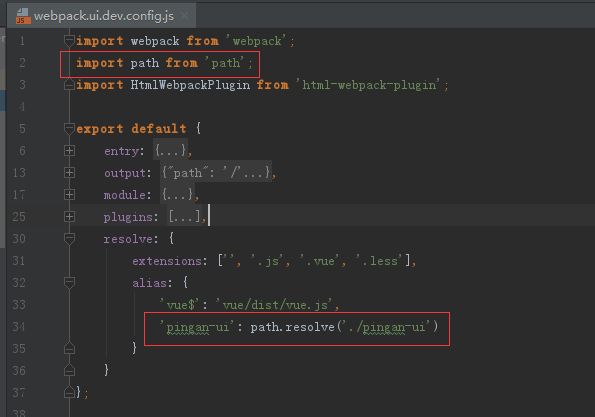 webpack.ui.dev.config.js
1 import webpack from 'webpack';
2 import path from 'path';
3 import HtmlWebpackPlugin from 'html-webpack-plugin';
4
5 export default {
6 entry: {...},
13 output: {"path": '/'...},
17 module: {...},
25 plugins: [...],
30 resolve: {
31 extensions: ['', '.js', '.vue', '.less'],
32 alias: {
33 'vue$': 'vue/dist/vue.js',
34 'pingan-ui': path.resolve('./pingan-ui')
35 }
36 }
37 };
38